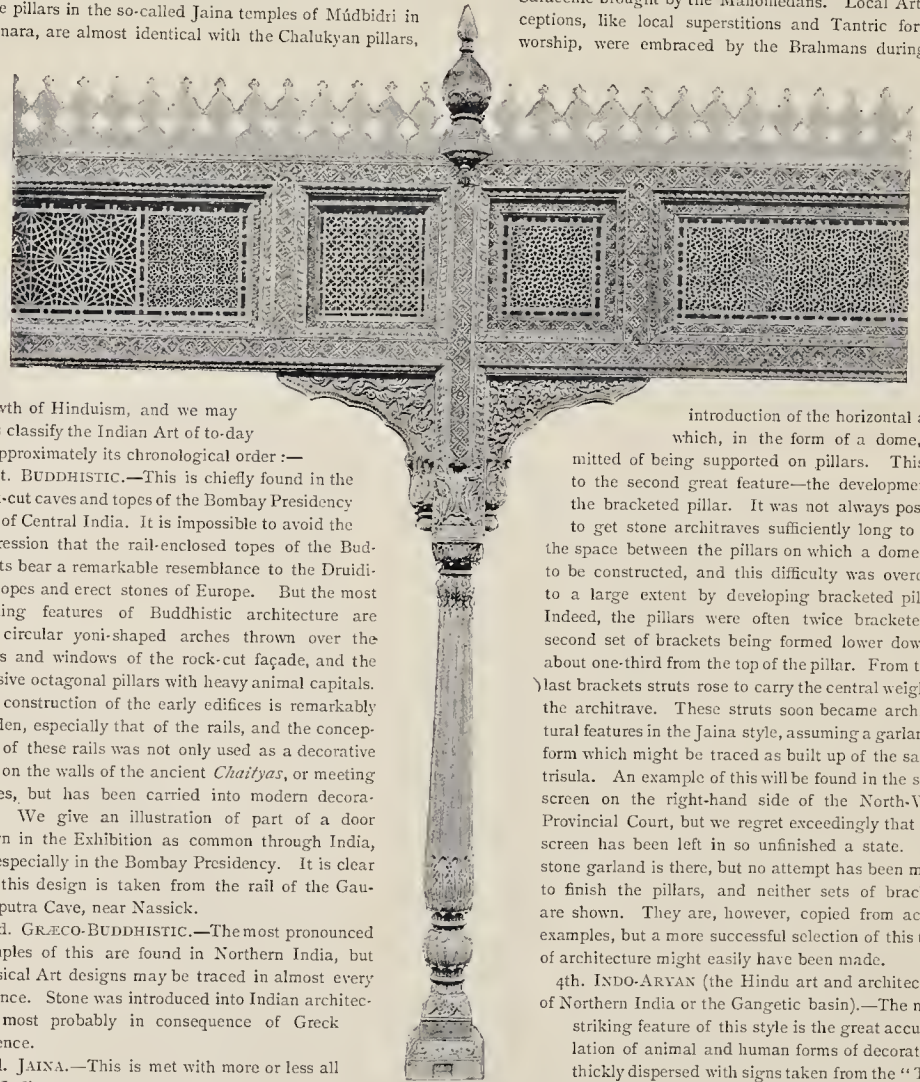 pillars in the so-called Jaina temples of Múdbidri in
nara, are almost identical with the Chalukyan pillars,
wth of Hinduism, and we may
classify the Indian Art of to-day
pproximately its chronological order :—
t. BUDDHISTIC.—This is chiefly found in the
-cut caves and topes of the Bombay Presidency
of Central India. It is impossible to avoid the
ression that the rail-enclosed topes of the Bud-
ts bear a remarkable resemblance to the Druidi-
opes and erect stones of Europe. But the most
ing features of Buddhistic architecture are
circular yoni-shaped arches thrown over the
s and windows of the rock-cut façade, and the
sive octagonal pillars with heavy animal capitals.
construction of the early edifices is remarkably
len, especially that of the rails, and the concep-
of these rails was not only used as a decorative
on the walls of the ancient Chaityas, or meeting
es, but has been carried into modern decora-
We give an illustration of part of a door
n in the Exhibition as common through India,
especially in the Bombay Presidency. It is clear
this design is taken from the rail of the Gau-
putra Cave, near Nassick.
d. GRÆCO-BUDDHISTIC.—The most pronounced
ples of this are found in Northern India, but
sical Art designs may be traced in almost every
nce. Stone was introduced into Indian architec-
most probably in consequence of Greek
ence.
l. JAINA.—This is met with more or less all
brought by the Mahomedans. Local Art
ceptions, like local superstitions and Tantric for
worship, were embraced by the Brahmans during
introduction of the horizontal a
which, in the form of a dome,
mitted of being supported on pillars. This
to the second great feature—the developme
the bracketed pillar. It was not always pos
to get stone architraves sufficiently long to
the space between the pillars on which a dome
to be constructed, and this difficulty was overc
to a large extent by developing bracketed pil
Indeed, the pillars were often twice brackete
second set of brackets being formed lower dow
about one-third from the top of the pillar. From t
last brackets struts rose to carry the central weig
the architrave. These struts soon became arch
tural features in the Jaina style, assuming a garlan
form which might be traced as built up of the sa
trisula. An example of this will be found in the s
screen on the right-hand side of the North-W
Provincial Court, but we regret exceedingly that
screen has been left in so unfinished a state.
stone garland is there, but no attempt has been m
to finish the pillars, and neither sets of brac
are shown. They are, however, copied from ac
examples, but a more successful selection of this
of architecture might easily have been made.
4th. INDO-ARYAN (the Hindu art and architec
of Northern India or the Gangetic basin).—The m
striking feature of this style is the great accu
lation of animal and human forms of decorat
thickly dispersed with signs taken from the "T